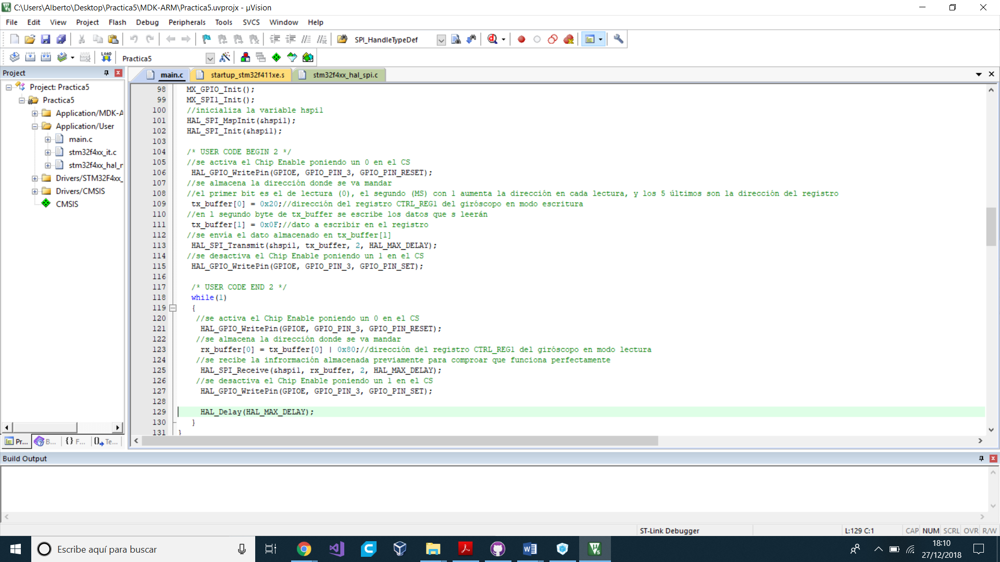 C:\Users\Alberto\Desktop\Practica5\MDK-ARM\Practica5.uvprojx - µVision
File Edit View Project Flash Debug Peripherals Tools SVCS Window Help
SPI_HandleTypeDef
LOAD Practica5
Project
Project: Practica5
Practica5
Application/MDK-A
Application/User
main.c
stm32f4xx_it.c
stm32f4xx_hal_r
Drivers/STM32F4xx_
Drivers/CMSIS
CMSIS
Pr... B... {} F... Te...
main.c startup_stm32f411xe.s stm32f4xx_hal_spi.c
98 MX_GPIO_Init();
99 MX_SPI1_Init();
100 //inicializa la variable hspi1
101 HAL_SPI_MspInit(&hspi1);
102 HAL_SPI_Init(&hspi1);
103
104 /* USER CODE BEGIN 2 */
105 //se activa el Chip Enable poniendo un 0 en el CS
106 HAL_GPIO_WritePin(GPIOE, GPIO_PIN_3, GPIO_PIN_RESET);
107 //se almacena la dirección donde se va mandar
108 //el primer bit es el de lectura (0), el segundo (MS) con 1 aumenta la dirección en cada lectura, y los 5 últimos son la dirección del registro
109 tx_buffer[0] = 0x20;//dirección del registro CTRL_REG1 del giróscopo en modo escritura
110 //en l segundo byte de tx_buffer se escribe los datos que s leerán
111 tx_buffer[1] = 0x0F;//dato a escribir en el registro
112 //se envía el dato almacenado en tx_buffer[1]
113 HAL_SPI_Transmit(&hspi1, tx_buffer, 2, HAL_MAX_DELAY);
114 //se desactiva el Chip Enable poniendo un 1 en el CS
115 HAL_GPIO_WritePin(GPIOE, GPIO_PIN_3, GPIO_PIN_SET);
116
117 /* USER CODE END 2 */
118 while(1)
119 {
120 //se activa el Chip Enable poniendo un 0 en el CS
121 HAL_GPIO_WritePin(GPIOE, GPIO_PIN_3, GPIO_PIN_RESET);
122 //se almacena la dirección donde se va mandar
123 rx_buffer[0] = tx_buffer[0] | 0x80;//dirección del registro CTRL_REG1 del giróscopo en modo lectura
124 //se recibe la infrormación almacenada previamente para comproar que funciona perfectamente
125 HAL_SPI_Receive(&hspi1, rx_buffer, 2, HAL_MAX_DELAY);
126 //se desactiva el Chip Enable poniendo un 1 en el CS
127 HAL_GPIO_WritePin(GPIOE, GPIO_PIN_3, GPIO_PIN_SET);
128
129 HAL_Delay(HAL_MAX_DELAY);
130 }
131 }
Build Output
ST-Link Debugger L:129 C:1 CAP NUM SCRL OVR R/W
Escribe aquí para buscar
18:10
27/12/2018